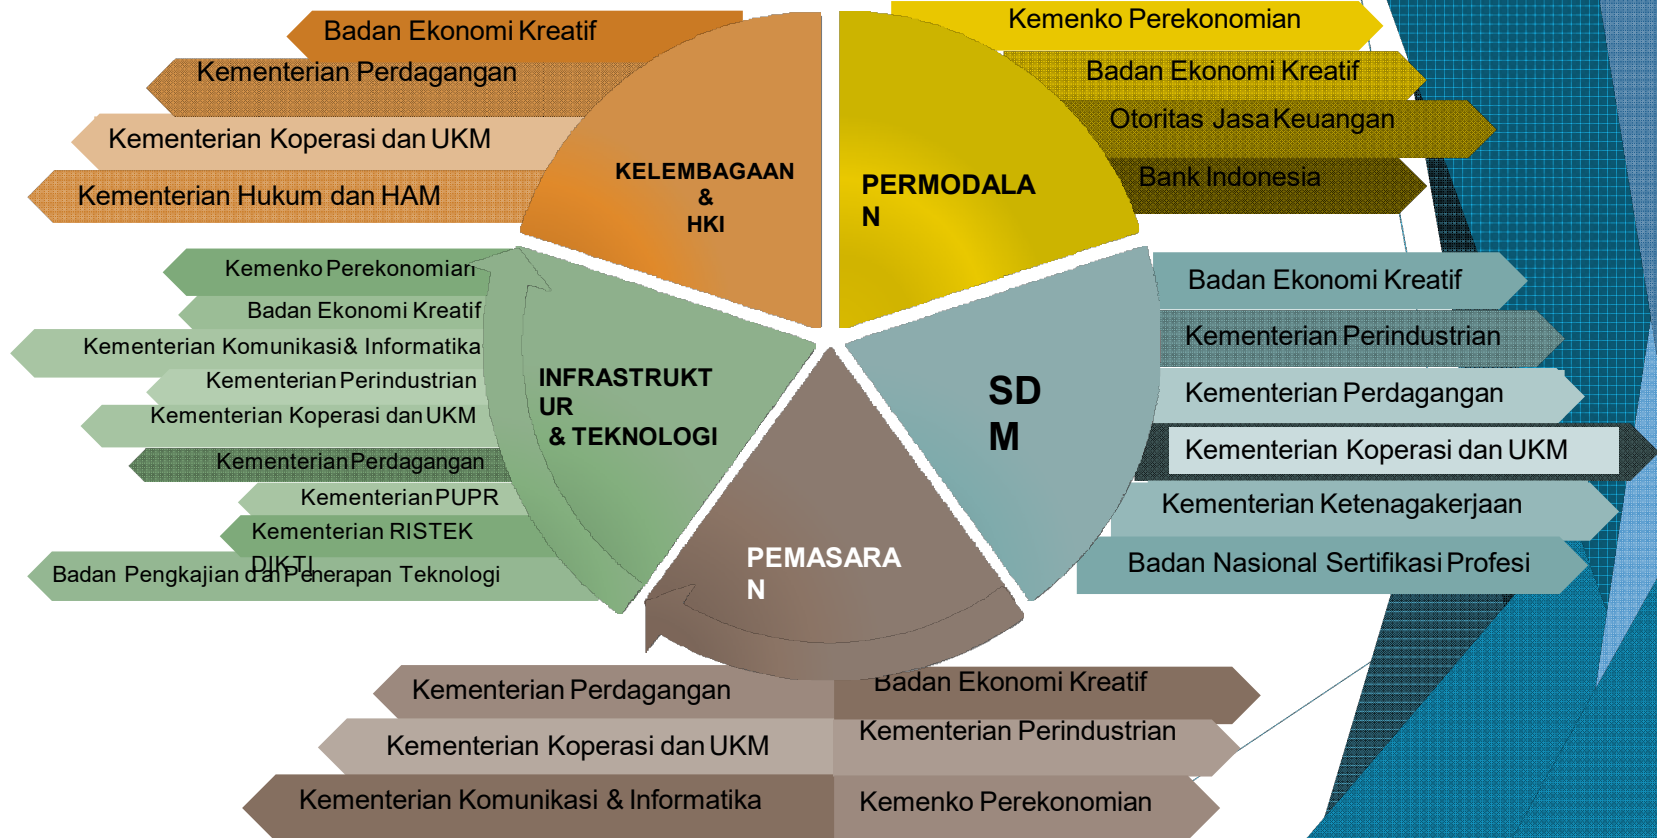 Badan Ekonomi Kreatif
Kementerian Perdagangan
Kementerian Koperasi dan UKM
Kementerian Hukum dan HAM
KELEMBAGAAN
&
HKI
Kemenko Perekonomian
Badan Ekonomi Kreatif
Otoritas Jasa Keuangan
Bank Indonesia
PERMODALA
N
Kemenko Perekonomian
Badan Ekonomi Kreatif
Kementerian Komunikasi & Informatika
Kementerian Perindustrian
Kementerian Koperasi dan UKM
Kementerian Perdagangan
Kementerian PUPR
Kementerian RISTEK
DIKTI
Badan Pengkajian dan Penerapan Teknologi
INFRASTRUKT
UR
& TEKNOLOGI
SD
M
Badan Ekonomi Kreatif
Kementerian Perindustrian
Kementerian Perdagangan
Kementerian Koperasi dan UKM
Kementerian Ketenagakerjaan
Badan Nasional Sertifikasi Profesi
PEMASARA
N
Kementerian Perdagangan
Kementerian Koperasi dan UKM
Kementerian Komunikasi & Informatika
Badan Ekonomi Kreatif
Kementerian Perindustrian
Kemenko Perekonomian